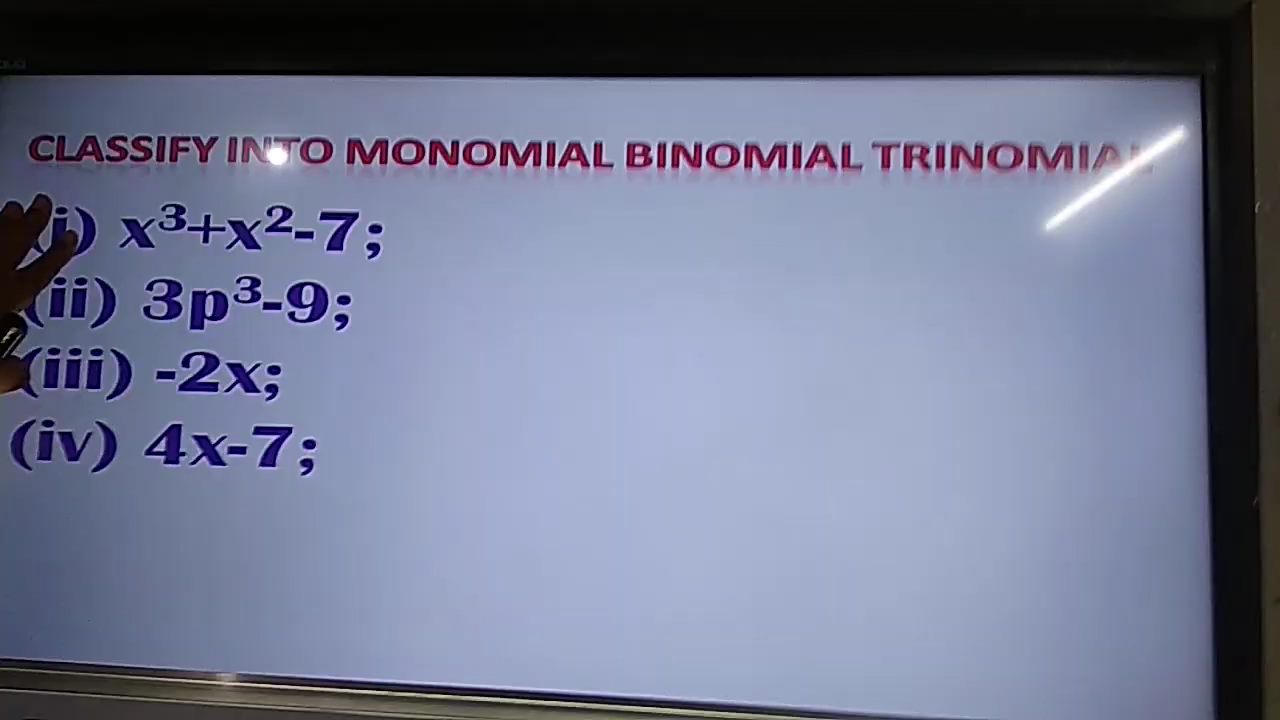 CLASSIFY INTO MONOMIAL BINOMIAL TRINOMIAL
(i) x³+x²-7;
(ii) 3p³-9;
(iii) -2x;
(iv) 4x-7;